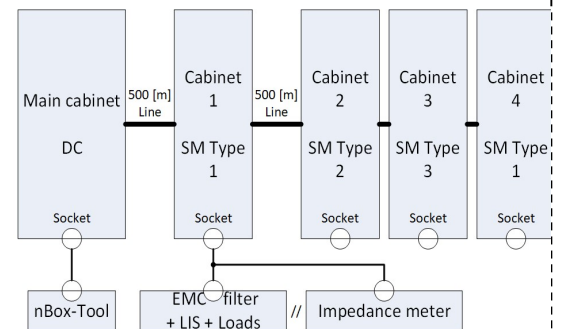 Main cabinet
DC
Socket
500 [m]
Line
Cabinet
1
SM Type
1
Socket
500 [m]
Line
Cabinet
2
SM Type
2
Socket
Cabinet
3
SM Type
3
Socket
Cabinet
4
SM Type
1
Socket
nBox-Tool
EMC filter
+ LIS + Loads
//
Impedance meter